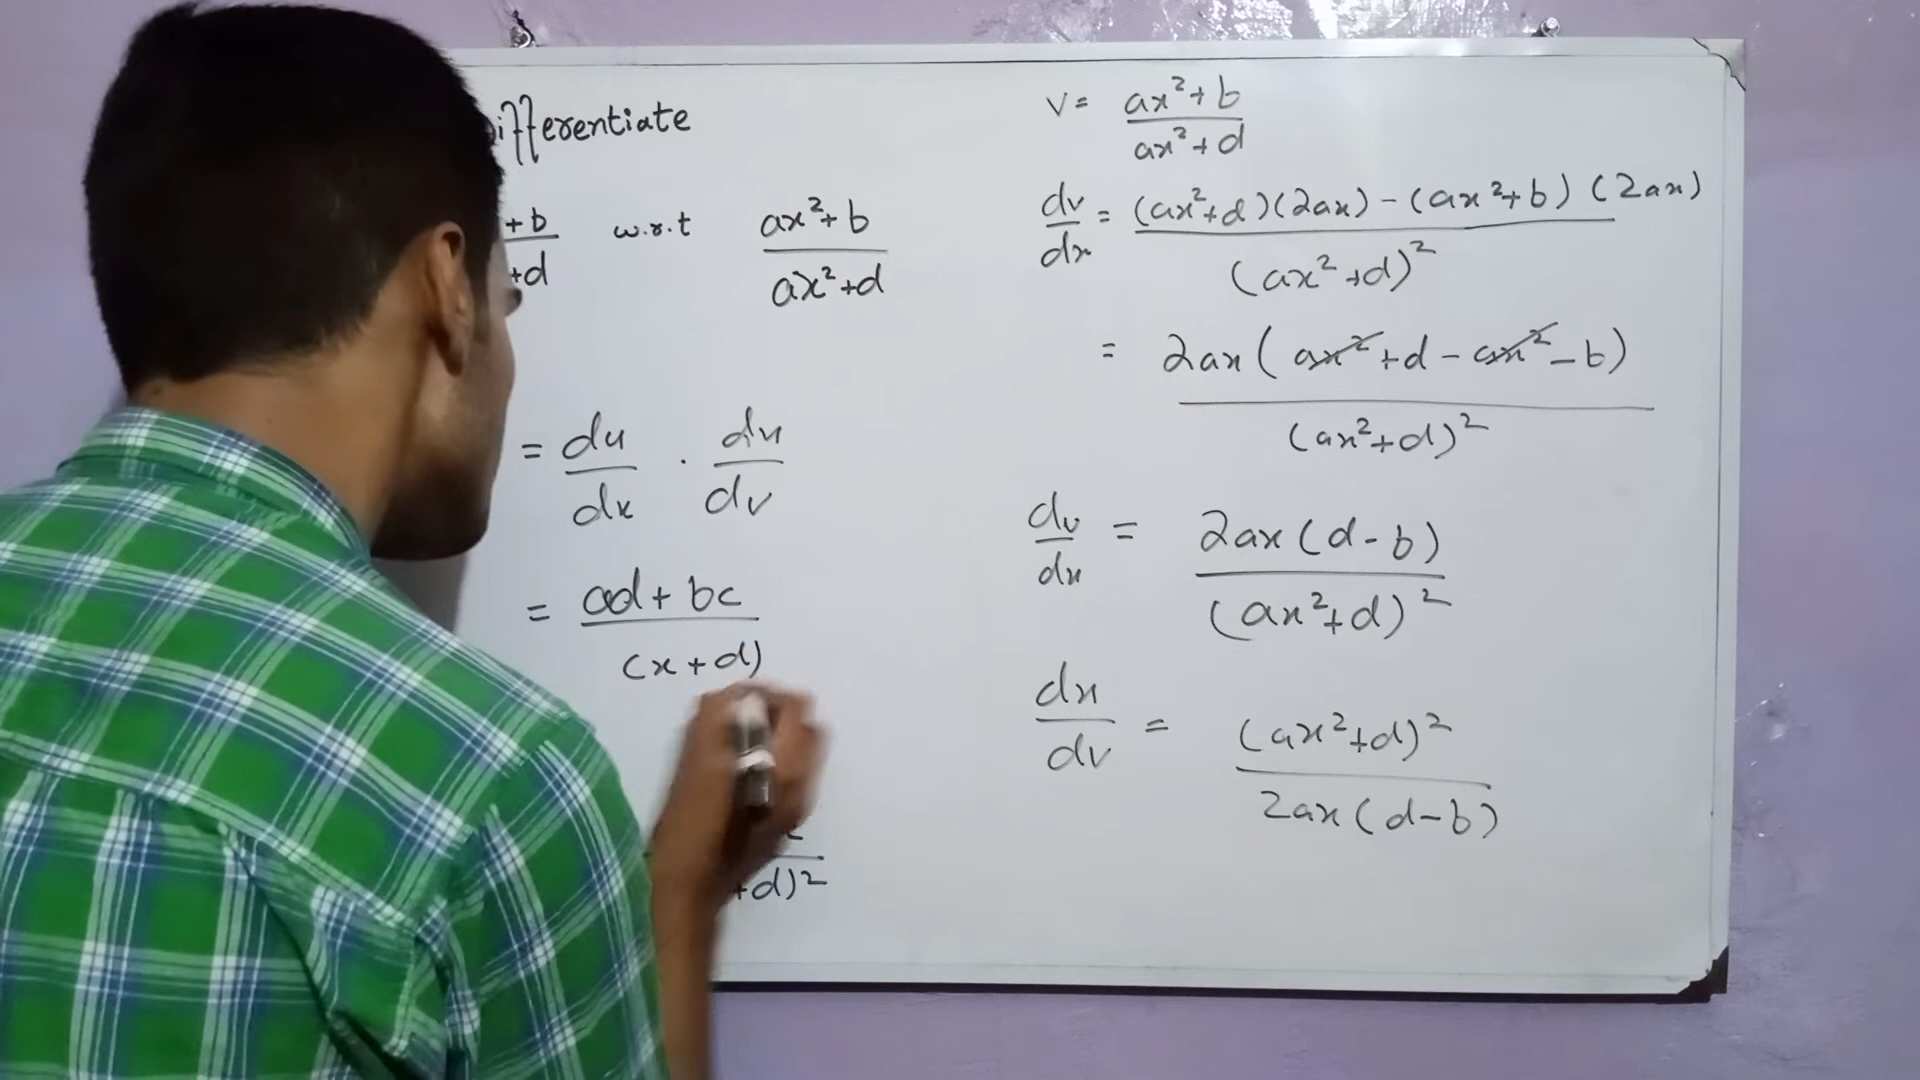 ifferentiate
+b/+d w.r.t (ax²+b)/(ax²+d)
= du/dx · dx/dv
= (ad+bc)/(x+d)
+d)²
v= (ax²+b)/(ax²+d)
dv/dx = ((ax²+d)(2ax)-(ax²+b)(2ax))/(ax²+d)²
= 2ax(ax²+d-ax²-b)/(ax²+d)²
dv/dx = 2ax(d-b)/(ax²+d)²
dx/dv = (ax²+d)²/2ax(d-b)